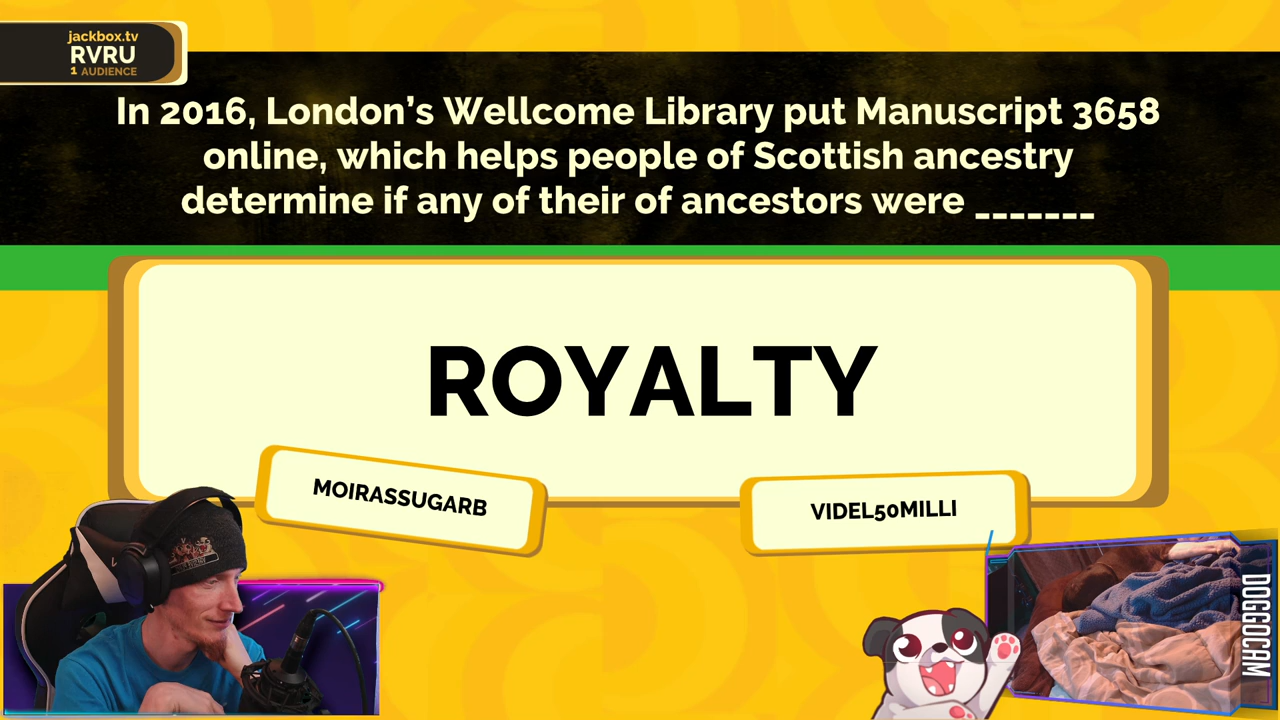 jackbox.tv
RVRU
1 AUDIENCE
In 2016, London's Wellcome Library put Manuscript 3658
online, which helps people of Scottish ancestry
determine if any of their of ancestors were _______
ROYALTY
MOIRASSUGARB
VIDEL50MILLI
DOGGOCAM